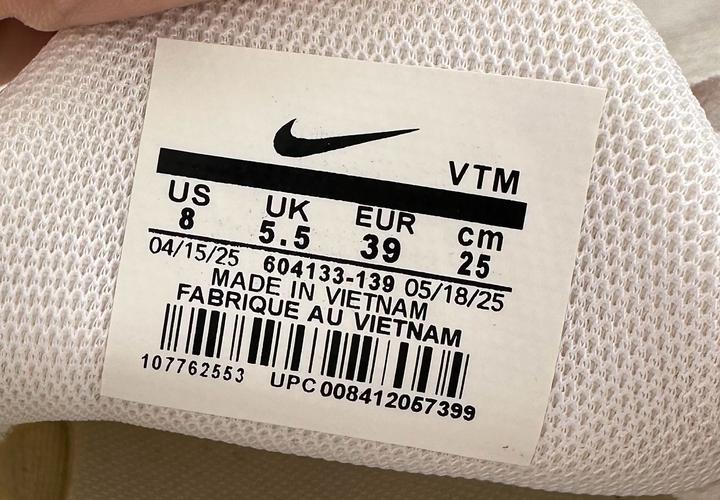 VTM
US UK EUR cm
8 5.5 39 25
04/15/25 604133-139 05/18/25
MADE IN VIETNAM
FABRIQUE AU VIETNAM
107762553 UPC 008412057399